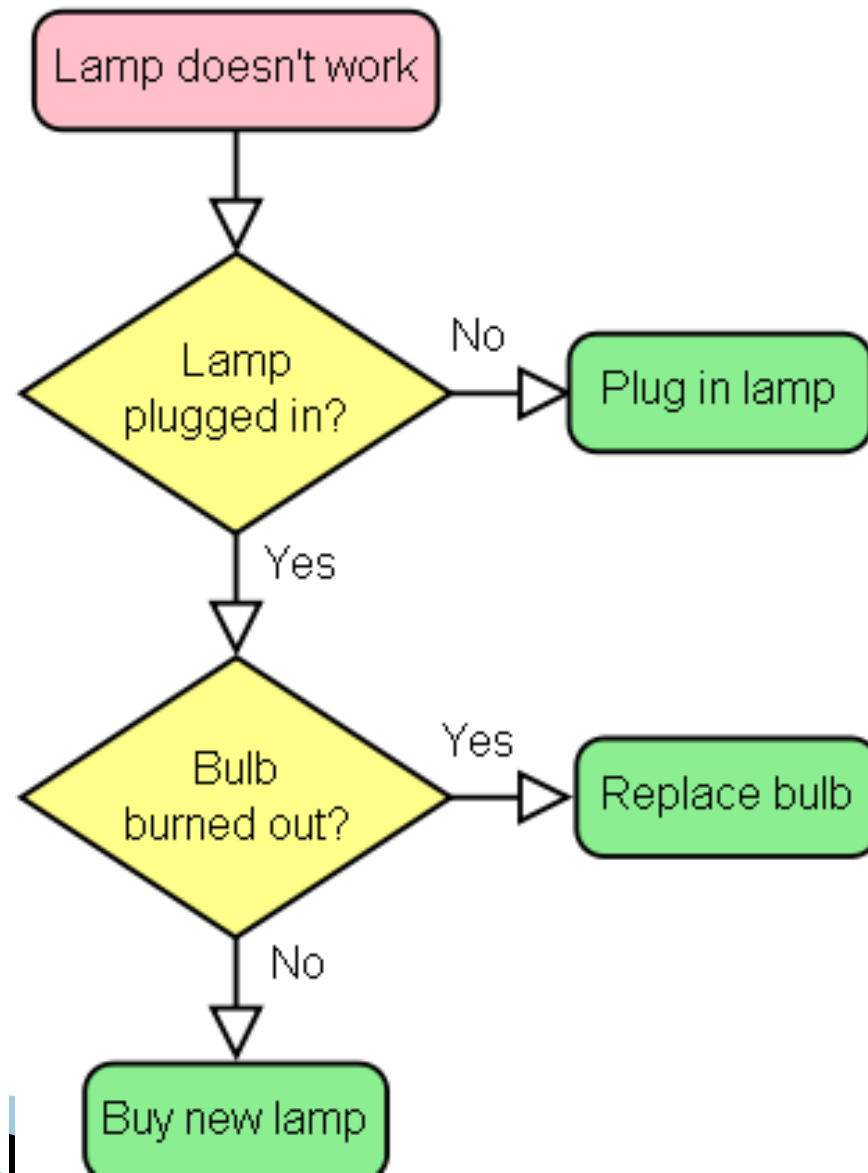 Lamp doesn't work
Lamp
plugged in?
No
Plug in lamp
Yes
Bulb
burned out?
Yes
Replace bulb
No
Buy new lamp